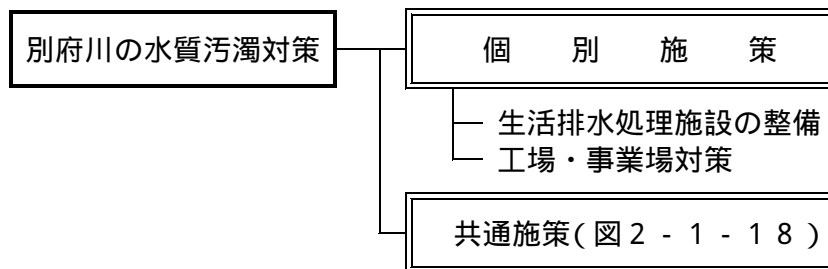 別府川の水質汚濁対策
個別施策
生活排水処理施設の整備
工場・事業場対策
共通施策(図2-1-18)